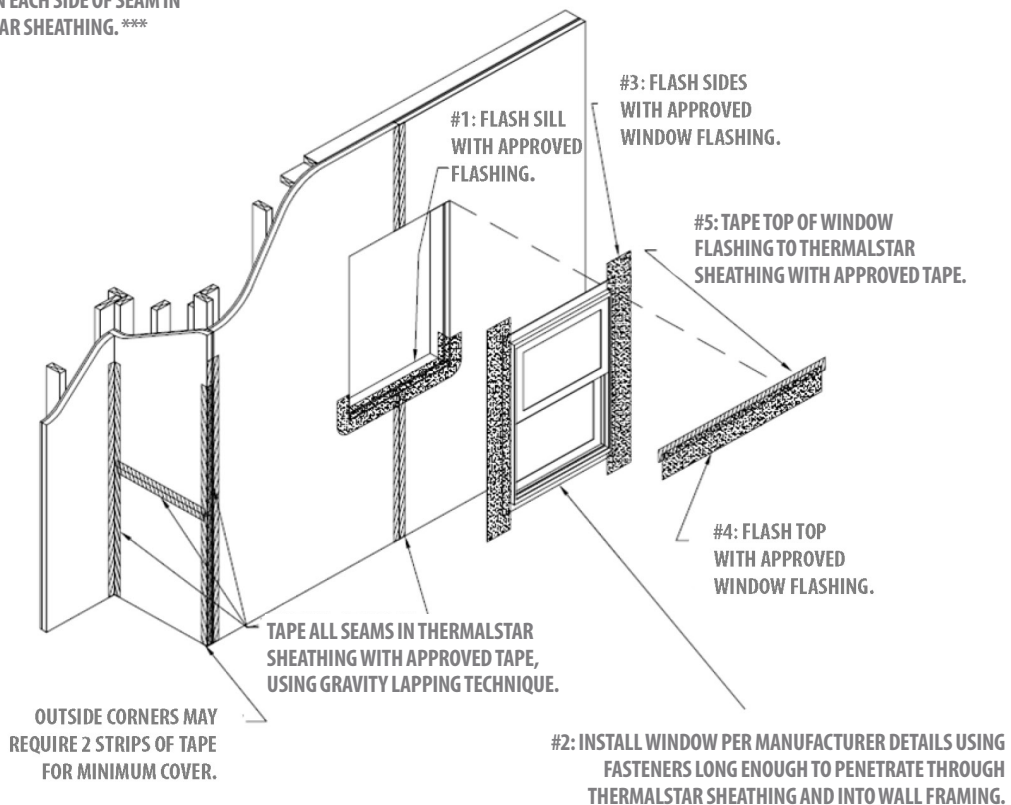 EACH SIDE OF SEAM IN
SHEATHING. ***
#3: FLASH SIDES
WITH APPROVED
WINDOW FLASHING.
#1: FLASH SILL
WITH APPROVED
FLASHING.
#5: TAPE TOP OF WINDOW
FLASHING TO THERMALSTAR
SHEATHING WITH APPROVED TAPE.
#4: FLASH TOP
WITH APPROVED
WINDOW FLASHING.
TAPE ALL SEAMS IN THERMALSTAR
SHEATHING WITH APPROVED TAPE,
USING GRAVITY LAPPING TECHNIQUE.
OUTSIDE CORNERS MAY
REQUIRE 2 STRIPS OF TAPE
FOR MINIMUM COVER.
#2: INSTALL WINDOW PER MANUFACTURER DETAILS USING
FASTENERS LONG ENOUGH TO PENETRATE THROUGH
THERMALSTAR SHEATHING AND INTO WALL FRAMING.